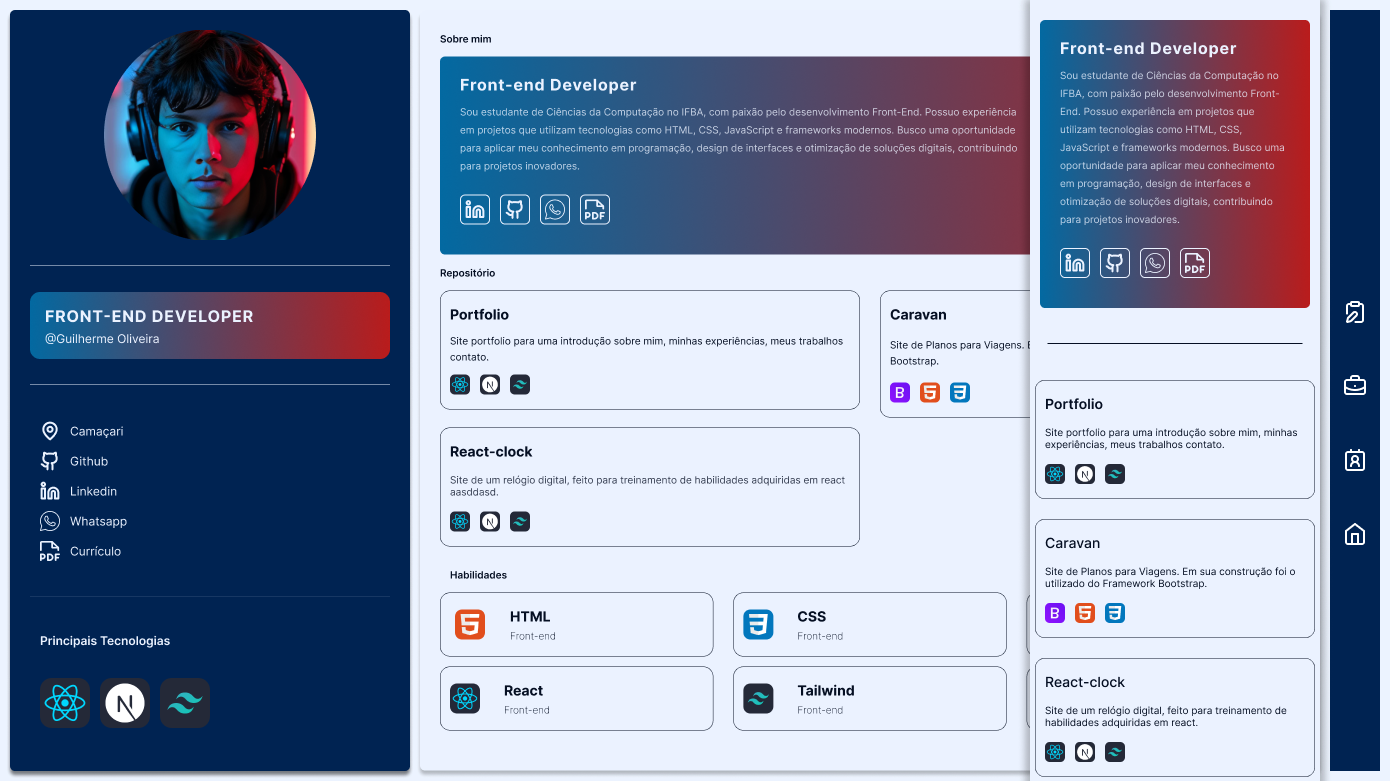 FRONT-END DEVELOPER
@Guilherme Oliveira
Camaçari
Github
Linkedin
Whatsapp
PDF
Currículo
Principais Tecnologias
N
Sobre mim
Front-end Developer
Sou estudante de Ciências da Computação no IFBA, com paixão pelo desenvolvimento Front-End. Possuo experiência
em projetos que utilizam tecnologias como HTML, CSS, JavaScript e frameworks modernos. Busco uma oportunidade
para aplicar meu conhecimento em programação, design de interfaces e otimização de soluções digitais, contribuindo
para projetos inovadores.
in
PDF
Repositório
Portfolio
Site portfolio para uma introdução sobre mim, minhas experiências, meus trabalhos
contato.
N
Caravan
Site de Planos para Viagens. E
Bootstrap.
B
React-clock
Site de um relógio digital, feito para treinamento de habilidades adquiridas em react
aasddasd.
N
Habilidades
HTML
Front-end
CSS
Front-end
React
Front-end
Tailwind
Front-end
Front-end Developer
Sou estudante de Ciências da Computação no
IFBA, com paixão pelo desenvolvimento Front-
End. Possuo experiência em projetos que
utilizam tecnologias como HTML, CSS,
JavaScript e frameworks modernos. Busco uma
oportunidade para aplicar meu conhecimento
em programação, design de interfaces e
otimização de soluções digitais, contribuindo
para projetos inovadores.
in
PDF
Portfolio
Site portfolio para uma introdução sobre mim, minhas
experiências, meus trabalhos contato.
N
Caravan
Site de Planos para Viagens. Em sua construção foi o
utilizado do Framework Bootstrap.
B
React-clock
Site de um relógio digital, feito para treinamento de
habilidades adquiridas em react.
N